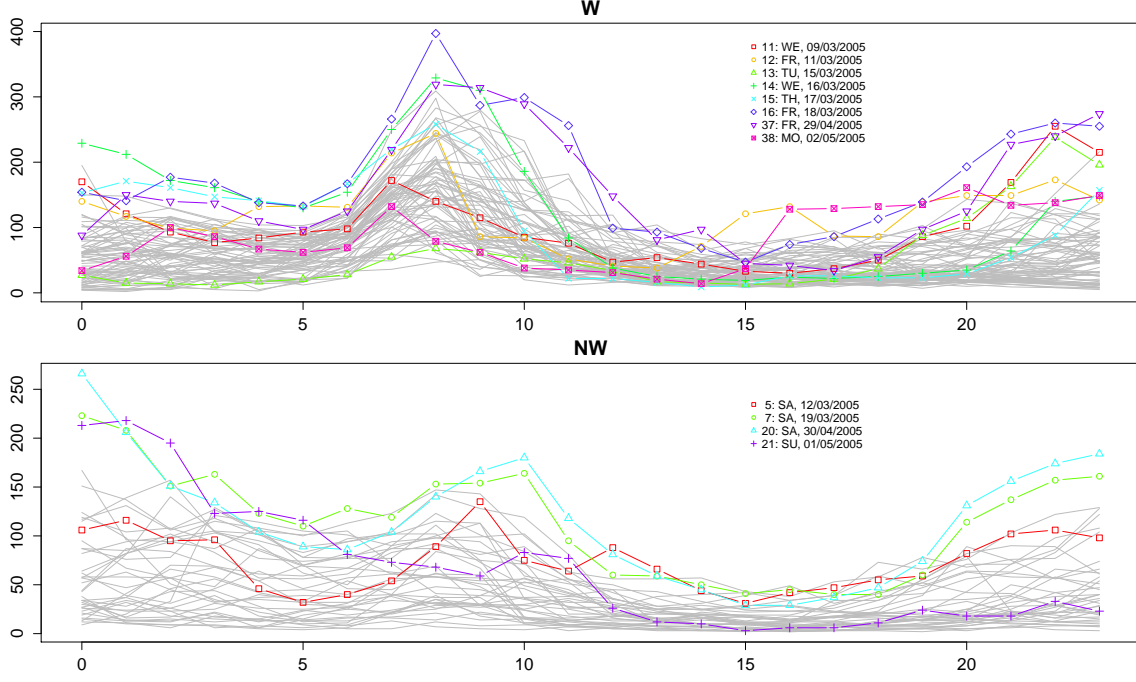 W
400
300
200
100
0
11: WE, 09/03/2005
12: FR, 11/03/2005
13: TU, 15/03/2005
14: WE, 16/03/2005
15: TH, 17/03/2005
16: FR, 18/03/2005
37: FR, 29/04/2005
38: MO, 02/05/2005
0 5 10 15 20
NW
250
200
150
100
50
0
5: SA, 12/03/2005
7: SA, 19/03/2005
20: SA, 30/04/2005
21: SU, 01/05/2005
0 5 10 15 20